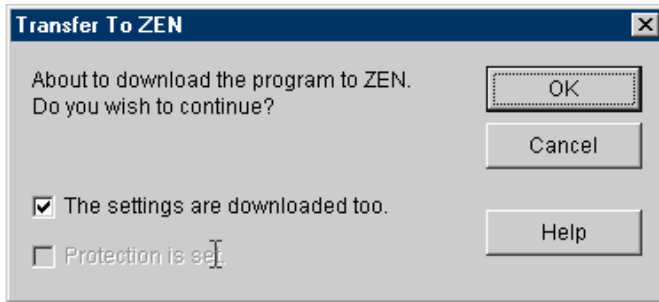 Transfer To ZEN
About to download the program to ZEN.
Do you wish to continue?
OK
Cancel
The settings are downloaded too.
Help
Protection is set.